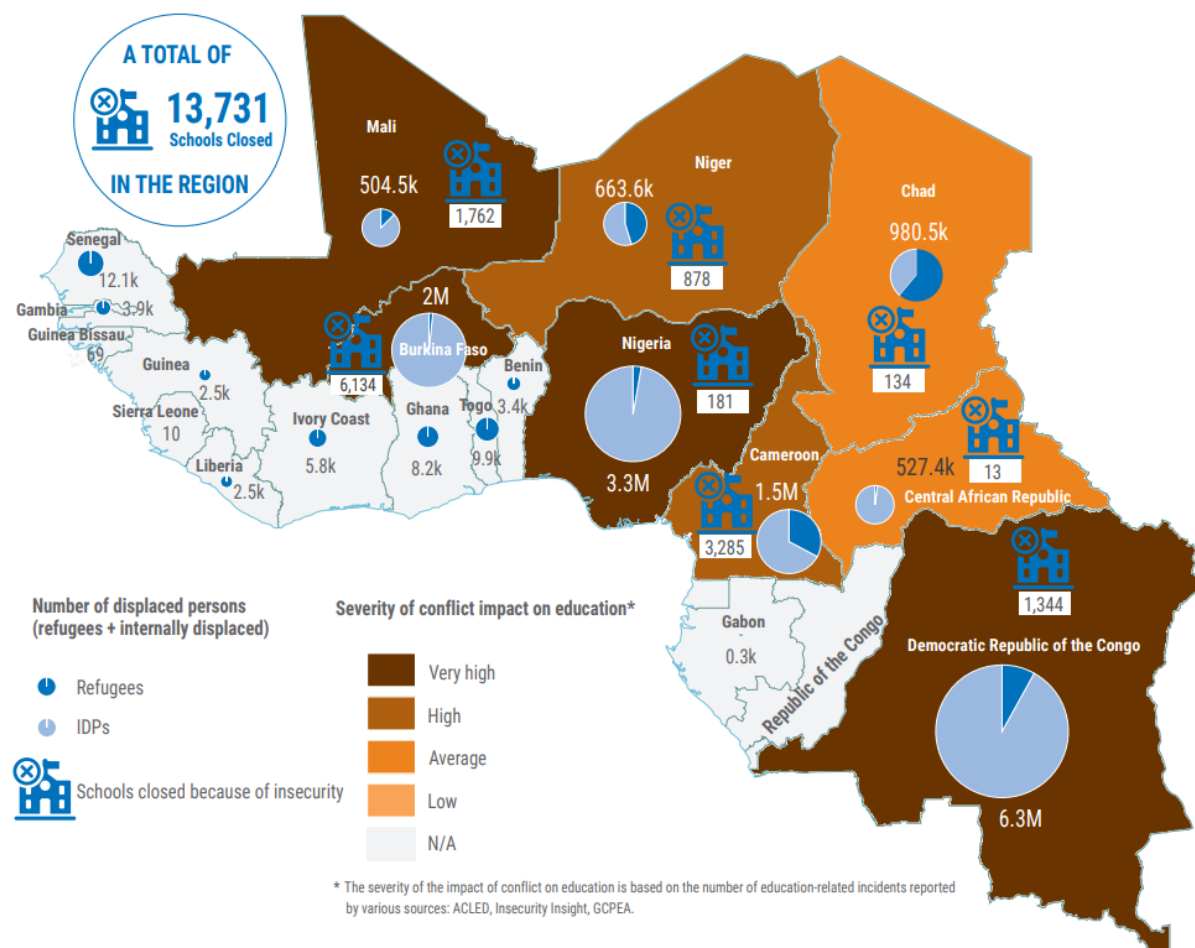 A TOTAL OF
13,731
Schools Closed
IN THE REGION
Mali
504.5k
1,762
Niger
663.6k
878
Chad
980.5k
134
Senegal
12.1k
Gambia
3.9k
Guinea Bissau
69
Guinea
2.5k
Sierra Leone
10
Liberia
2.5k
Ivory Coast
5.8k
2M
Burkina Faso
6,134
Ghana
8.2k
Togo
9.9k
Benin
3.4k
Nigeria
181
3.3M
Cameroon
1.5M
3,285
527.4k
13
Central African Republic
Gabon
0.3k
Republic of the Congo
1,344
Democratic Republic of the Congo
6.3M
Number of displaced persons
(refugees + internally displaced)
Refugees
IDPs
Schools closed because of insecurity
Severity of conflict impact on education*
Very high
High
Average
Low
N/A
* The severity of the impact of conflict on education is based on the number of education-related incidents reported
by various sources: ACLED, Insecurity Insight, GCPEA.